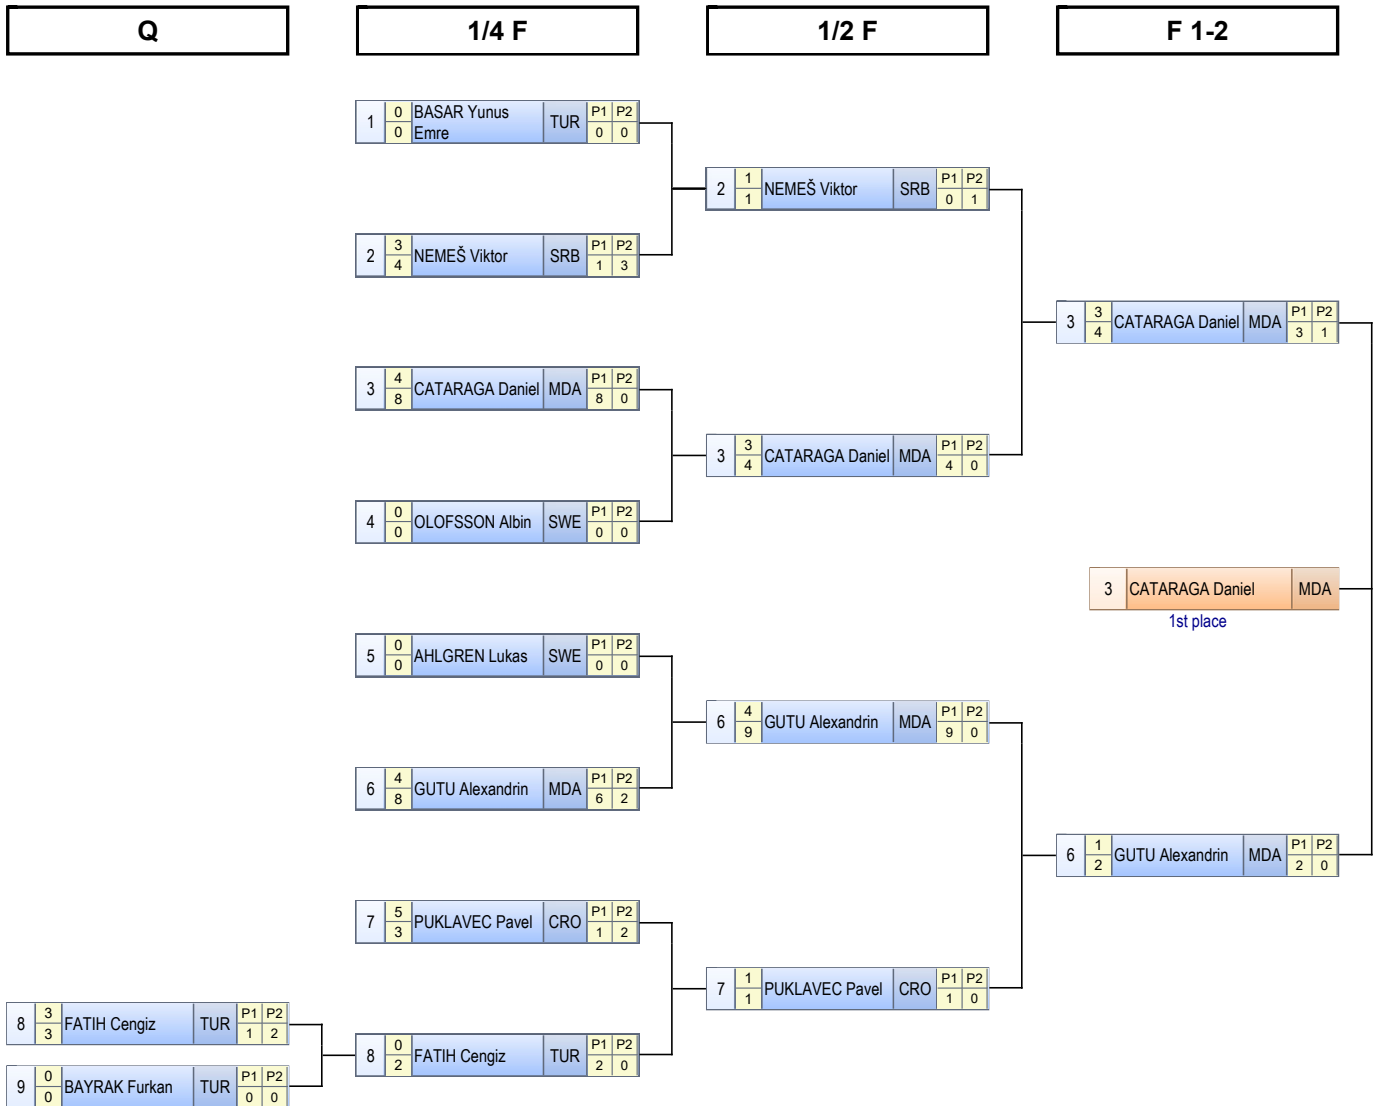 Q 1/4 F 1/2 F F 1-2
1 0 BASAR Yunus TUR P1 P2
0 Emre 0 0
2 1 NEMEŠ Viktor SRB P1 P2
1 0 1
2 3 NEMEŠ Viktor SRB P1 P2
4 1 3
3 3 CATARAGA Daniel MDA P1 P2
4 3 1
3 4 CATARAGA Daniel MDA P1 P2
8 8 0
3 3 CATARAGA Daniel MDA P1 P2
4 4 0
4 0 OLOFSSON Albin SWE P1 P2
0 0 0
3 CATARAGA Daniel MDA
1st place
5 0 AHLGREN Lukas SWE P1 P2
0 0 0
6 4 GUTU Alexandrin MDA P1 P2
9 9 0
6 4 GUTU Alexandrin MDA P1 P2
8 6 2
6 1 GUTU Alexandrin MDA P1 P2
2 2 0
7 5 PUKLAVEC Pavel CRO P1 P2
3 1 2
7 1 PUKLAVEC Pavel CRO P1 P2
1 1 0
8 3 FATIH Cengiz TUR P1 P2
3 1 2
8 0 FATIH Cengiz TUR P1 P2
2 2 0
9 0 BAYRAK Furkan TUR P1 P2
0 0 0